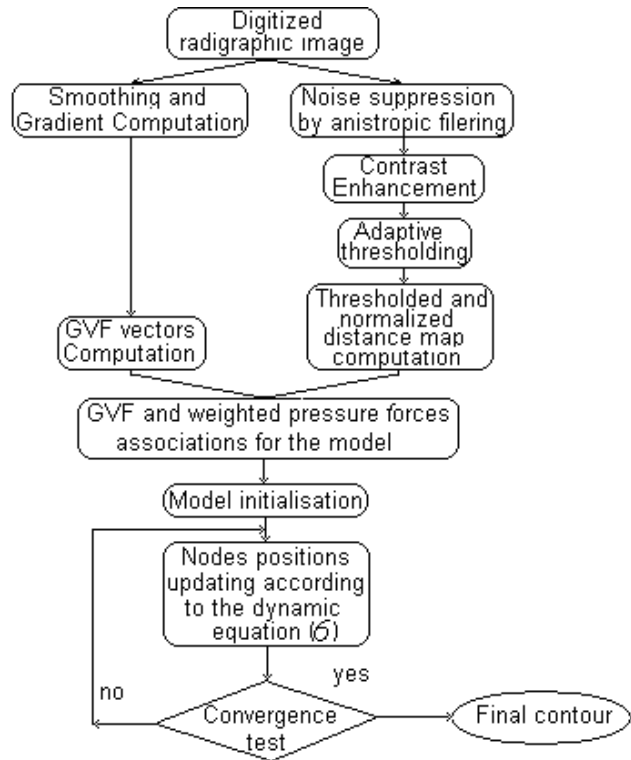 Digitized
radigraphic image
Smoothing and
Gradient Computation
Noise suppression
by anistropic filering
Contrast
Enhancement
Adaptive
thresholding
GVF vectors
Computation
Thresholded and
normalized
distance map
computation
GVF and weighted pressure forces
associations for the model
Model initialisation
Nodes positions
updating according
to the dynamic
equation (6)
no
yes
Convergence
test
Final contour